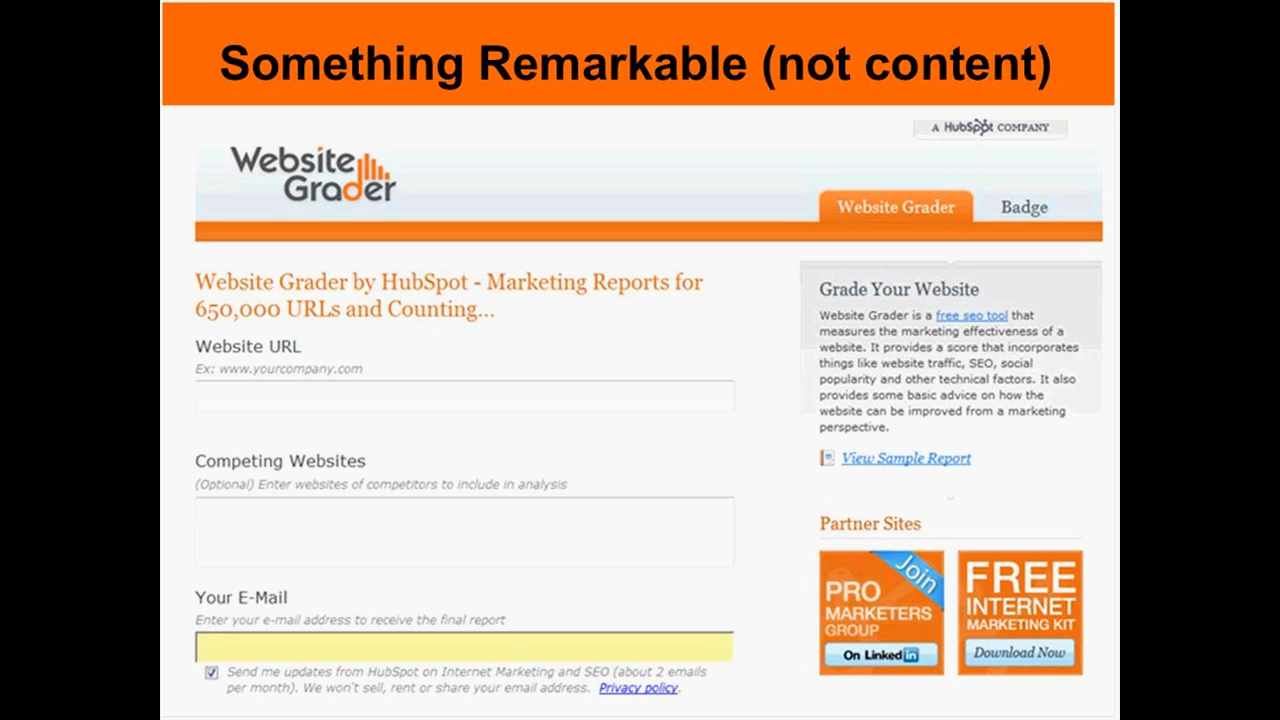 Something Remarkable (not content)
A HubSpot COMPANY
Website
Grader
Website Grader
Badge
Website Grader by HubSpot - Marketing Reports for
650,000 URLs and Counting...
Website URL
Ex: www.yourcompany.com
Competing Websites
(Optional) Enter websites of competitors to include in analysis
Your E-Mail
Enter your e-mail address to receive the final report
Send me updates from HubSpot on Internet Marketing and SEO (about 2 emails
per month). We won't sell, rent or share your email address. Privacy policy.
Grade Your Website
Website Grader is a free seo tool that
measures the marketing effectiveness of a
website. It provides a score that incorporates
things like website traffic, SEO, social
popularity and other technical factors. It also
provides some basic advice on how the
website can be improved from a marketing
perspective.
View Sample Report
Partner Sites
Join
PRO
MARKETERS
GROUP
On Linked in
FREE
INTERNET
MARKETING KIT
Download Now